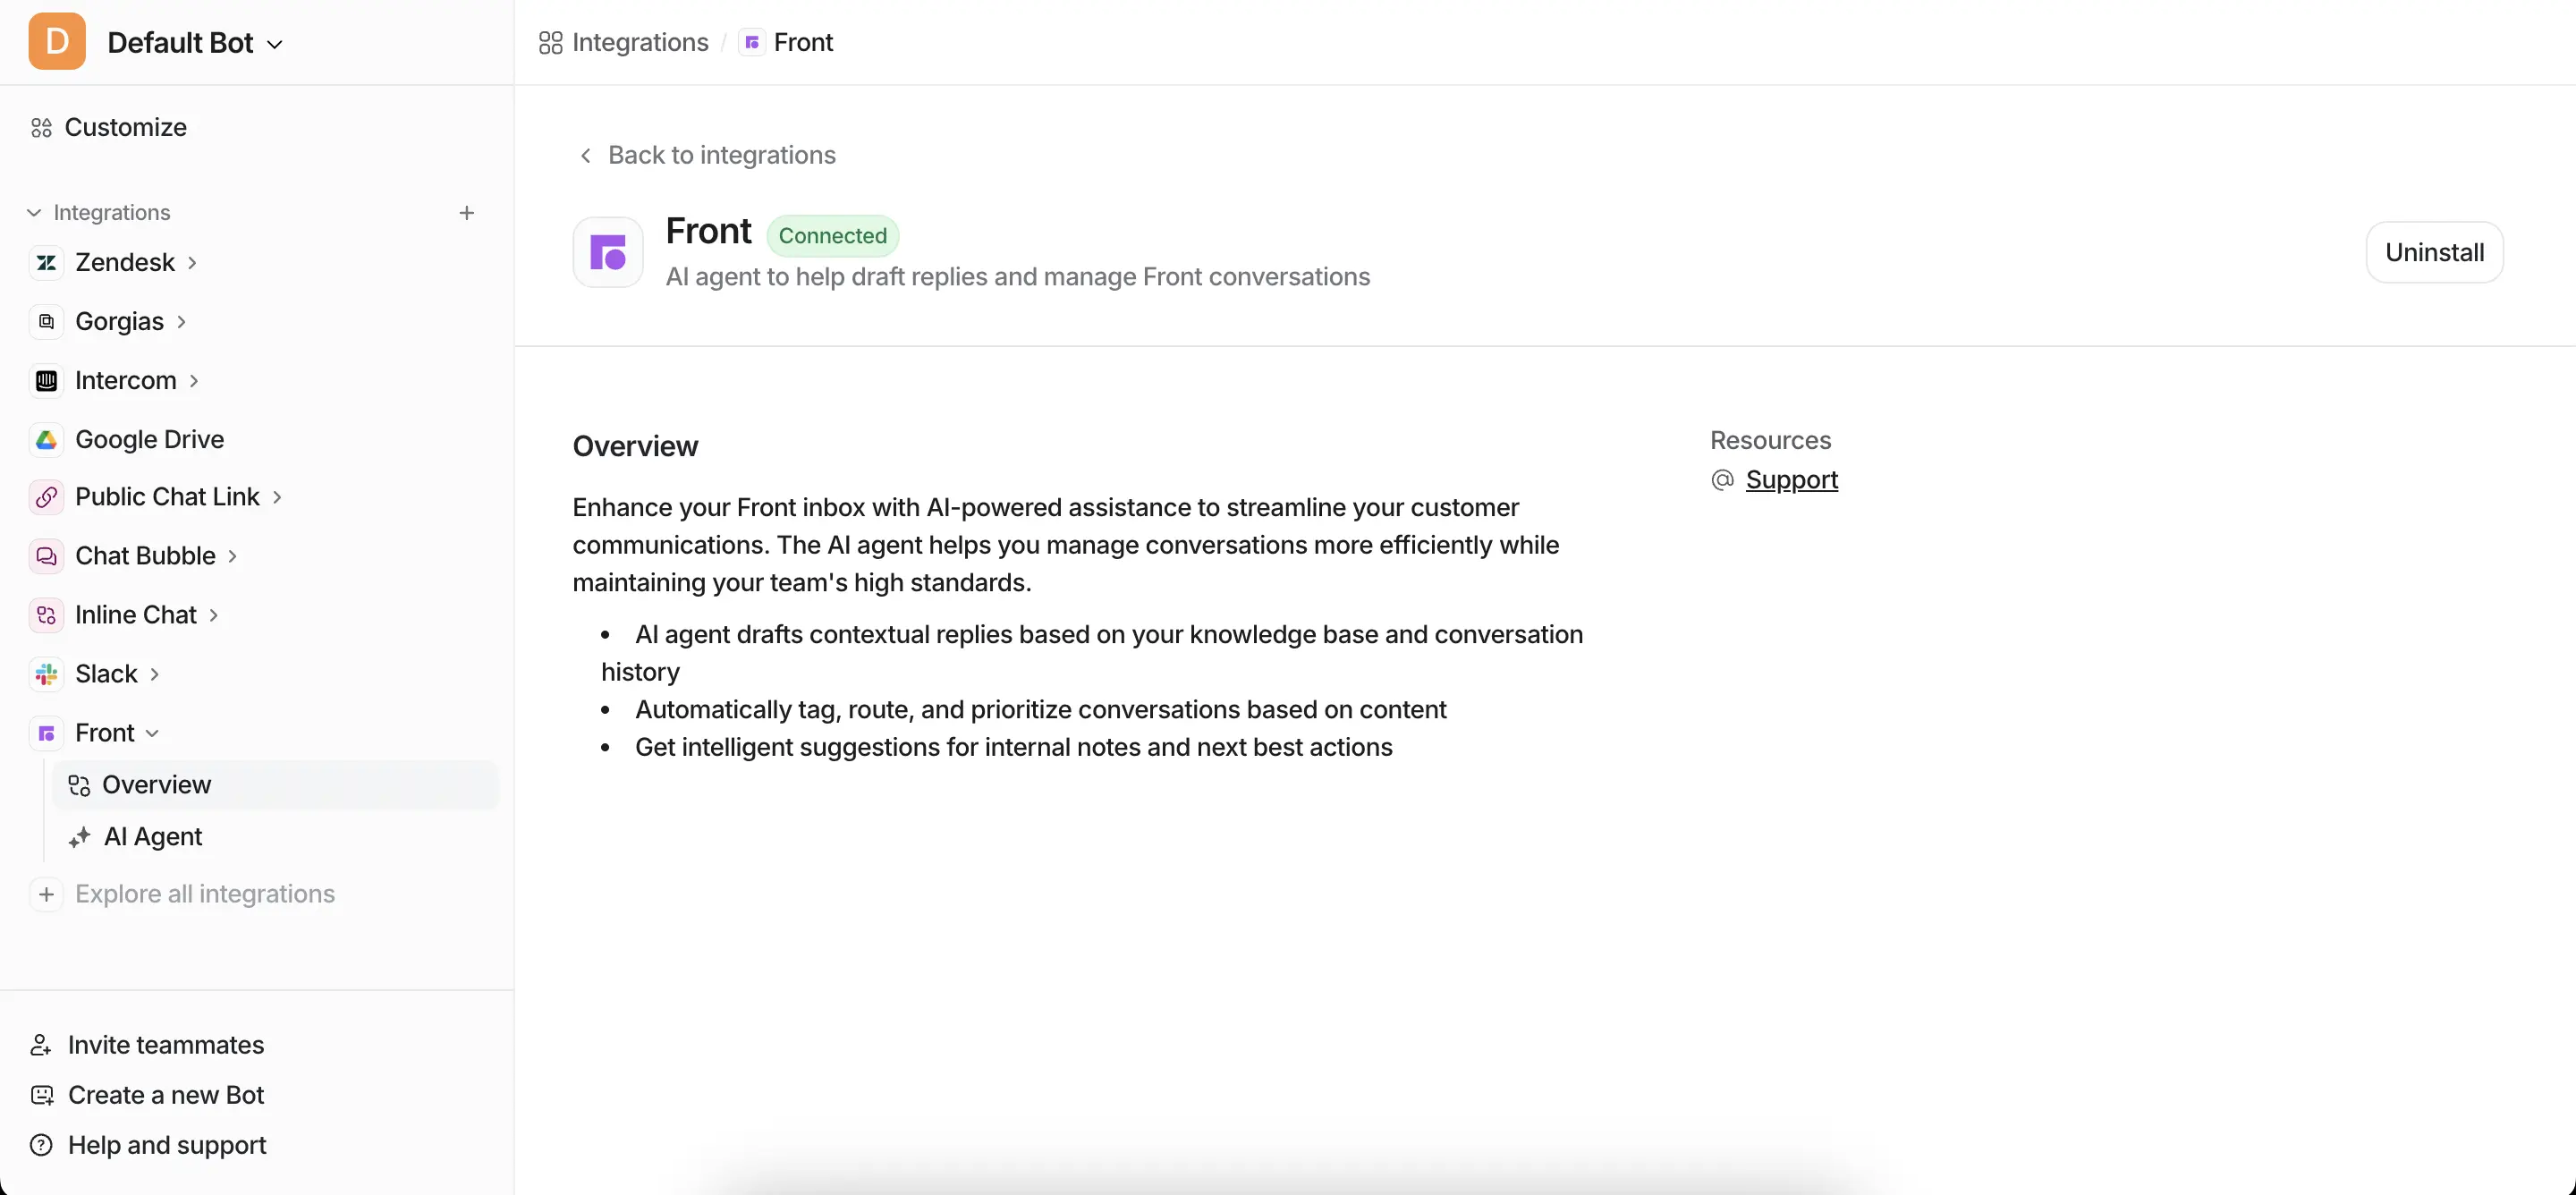 D
Default Bot
Customize
Integrations
Zendesk
Gorgias
Intercom
Google Drive
Public Chat Link
Chat Bubble
Inline Chat
Slack
Front
Overview
AI Agent
Explore all integrations
Invite teammates
Create a new Bot
Help and support
Integrations / Front
Back to integrations
Front Connected
AI agent to help draft replies and manage Front conversations
Uninstall
Overview
Enhance your Front inbox with AI-powered assistance to streamline your customer
communications. The AI agent helps you manage conversations more efficiently while
maintaining your team's high standards.
• AI agent drafts contextual replies based on your knowledge base and conversation
history
• Automatically tag, route, and prioritize conversations based on content
• Get intelligent suggestions for internal notes and next best actions
Resources
Support